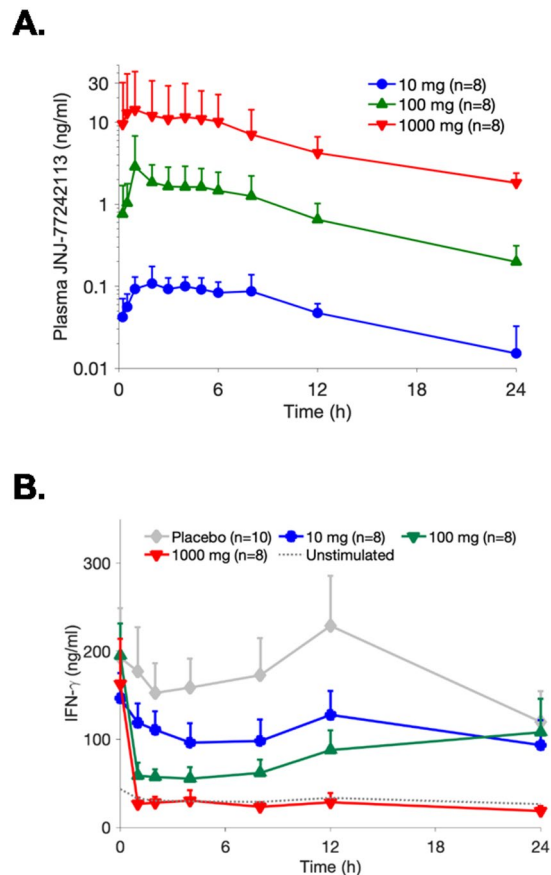 A.
Plasma JNJ-77242113 (ng/ml)
30
10
1
0.1
0.01
10 mg (n=8)
100 mg (n=8)
1000 mg (n=8)
0 6 12 18 24
Time (h)
B.
IFN-γ (ng/ml)
300
200
100
0
Placebo (n=10) 10 mg (n=8) 100 mg (n=8)
1000 mg (n=8) Unstimulated
0 6 12 18 24
Time (h)